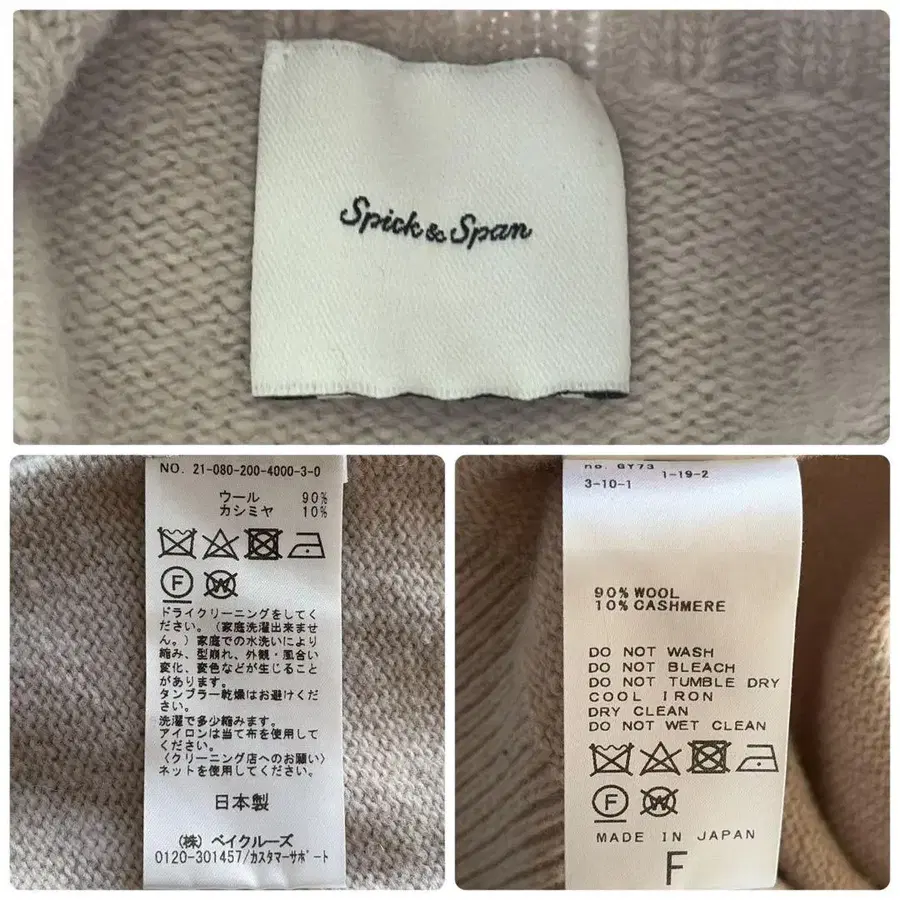 Spick & Span
NO. 21-080-200-4000-3-0
ウール 90%
カシミヤ 10%
F
W
ドライクリーニングをしてく
ださい。(家庭洗濯出来ませ
ん。)家庭での水洗いにより
縮み、型崩れ、外観・風合い
変化、変色などが生じること
があります。
タンブラー乾燥はお避けくだ
さい。
洗濯で多少縮みます。
アイロンは当て布を使用して
ください。
〈クリーニング店へのお願い〉
ネットを使用してください。
日本製
(株) ベイクルーズ
0120-301457/カスタマーサポート
no. GY73 1-19-2
3-10-1
90% WOOL
10% CASHMERE
DO NOT WASH
DO NOT BLEACH
DO NOT TUMBLE DRY
COOL IRON
DRY CLEAN
DO NOT WET CLEAN
F
W
MADE IN JAPAN
F